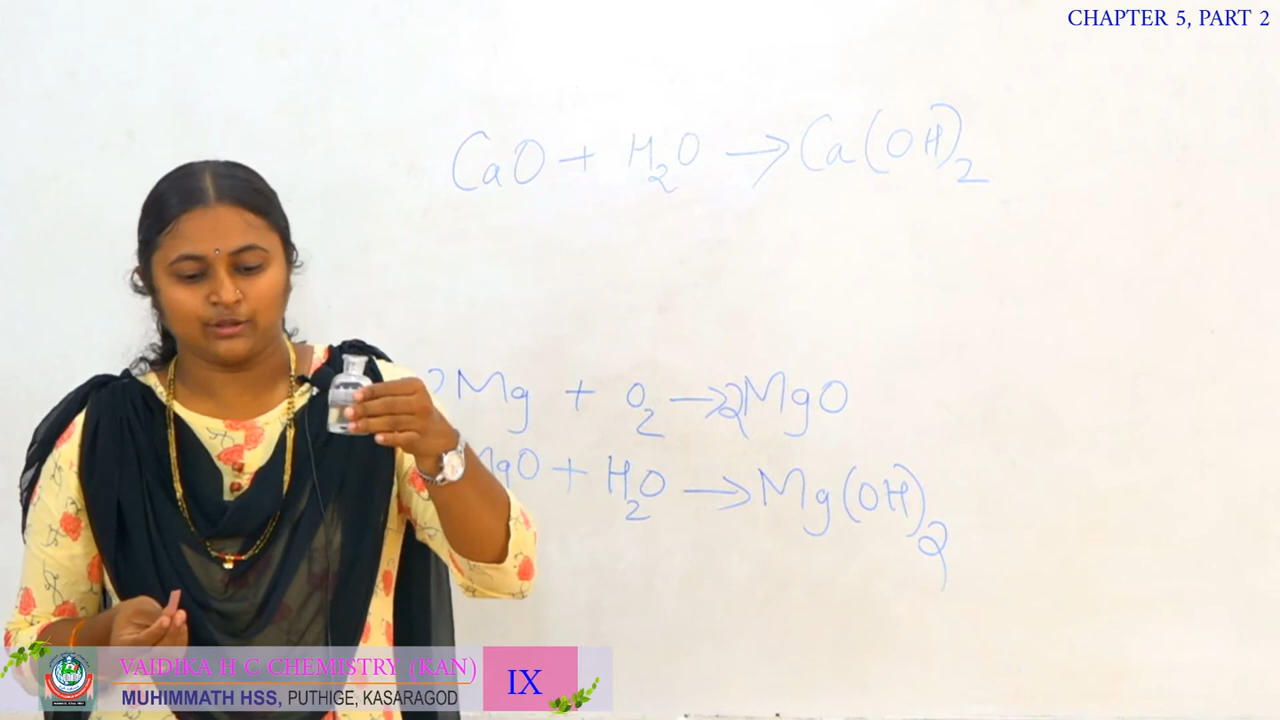 CHAPTER 5, PART 2
CaO + H₂O → Ca(OH)₂
2Mg + O₂ → 2MgO
MgO + H₂O → Mg(OH)₂
VAIDIKA H C CHEMISTRY (KAN)
MUHIMMATH HSS, PUTHIGE, KASARAGOD
IX